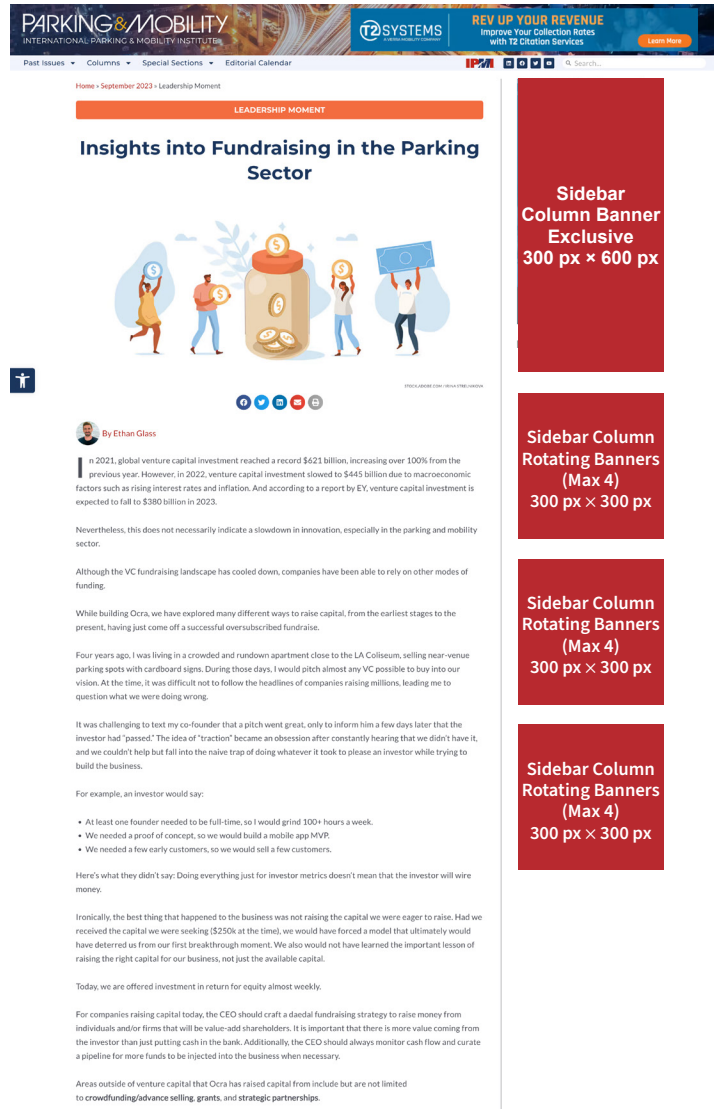 PARKING&MOBILITY
INTERNATIONAL PARKING & MOBILITY INSTITUTE
T2SYSTEMS
A VERRA MOBILITY COMPANY
REV UP YOUR REVENUE
Improve Your Collection Rates
with T2 Citation Services
Learn More
Past Issues Columns Special Sections Editorial Calendar IPMI Search...
Home » September 2023 » Leadership Moment
LEADERSHIP MOMENT
Insights into Fundraising in the Parking
Sector
By Ethan Glass
In 2021, global venture capital investment reached a record $621 billion, increasing over 100% from the
previous year. However, in 2022, venture capital investment slowed to $445 billion due to macroeconomic
factors such as rising interest rates and inflation. And according to a report by EY, venture capital investment is
expected to fall to $380 billion in 2023.
Nevertheless, this does not necessarily indicate a slowdown in innovation, especially in the parking and mobility
sector.
Although the VC fundraising landscape has cooled down, companies have been able to rely on other modes of
funding.
While building Ocra, we have explored many different ways to raise capital, from the earliest stages to the
present, having just come off a successful oversubscribed fundraise.
Four years ago, I was living in a crowded and rundown apartment close to the LA Coliseum, selling near-venue
parking spots with cardboard signs. During those days, I would pitch almost any VC possible to buy into our
vision. At the time, it was difficult not to follow the headlines of companies raising millions, leading me to
question what we were doing wrong.
It was challenging to text my co-founder that a pitch went great, only to inform him a few days later that the
investor had "passed." The idea of "traction" became an obsession after constantly hearing that we didn't have it,
and we couldn't help but fall into the naive trap of doing whatever it took to please an investor while trying to
build the business.
For example, an investor would say:
• At least one founder needed to be full-time, so I would grind 100+ hours a week.
• We needed a proof of concept, so we would build a mobile app MVP.
• We needed a few early customers, so we would sell a few customers.
Here's what they didn't say: Doing everything just for investor metrics doesn't mean that the investor will wire
money.
Ironically, the best thing that happened to the business was not raising the capital we were eager to raise. Had we
received the capital we were seeking ($250k at the time), we would have forced a model that ultimately would
have deterred us from our first breakthrough moment. We also would not have learned the important lesson of
raising the right capital for our business, not just the available capital.
Today, we are offered investment in return for equity almost weekly.
For companies raising capital today, the CEO should craft a daedal fundraising strategy to raise money from
individuals and/or firms that will be value-add shareholders. It is important that there is more value coming from
the investor than just putting cash in the bank. Additionally, the CEO should always monitor cash flow and curate
a pipeline for more funds to be injected into the business when necessary.
Areas outside of venture capital that Ocra has raised capital from include but are not limited
to crowdfunding/advance selling, grants, and strategic partnerships.
Sidebar
Column Banner
Exclusive
300 px × 600 px
Sidebar Column
Rotating Banners
(Max 4)
300 px × 300 px
Sidebar Column
Rotating Banners
(Max 4)
300 px × 300 px
Sidebar Column
Rotating Banners
(Max 4)
300 px × 300 px